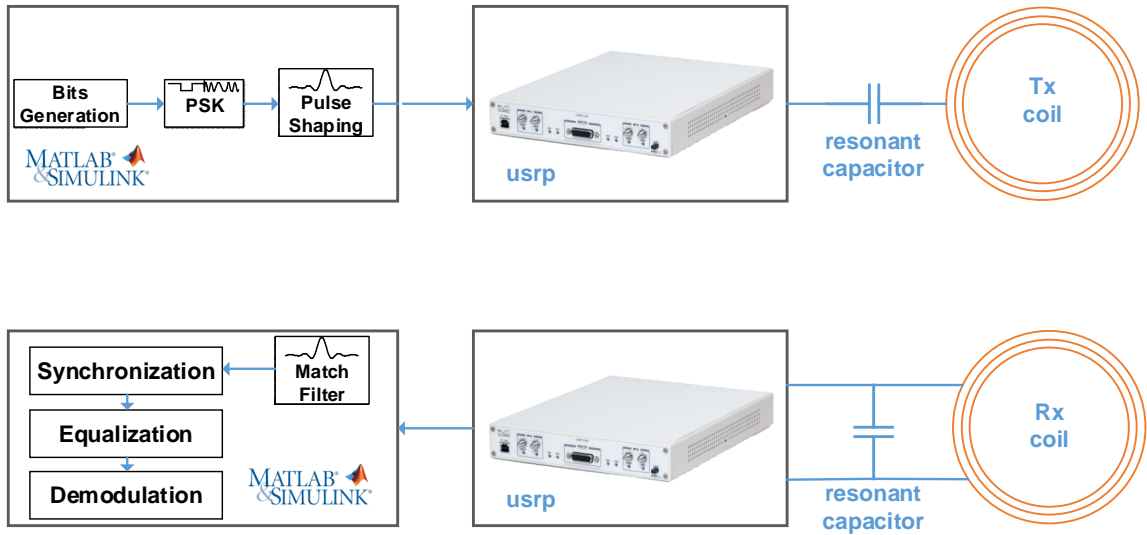 Bits
Generation
PSK
Pulse
Shaping
MATLAB®
&SIMULINK®
usrp
resonant
capacitor
Tx
coil
Synchronization
Match
Filter
Equalization
Demodulation
MATLAB®
&SIMULINK®
usrp
resonant
capacitor
Rx
coil